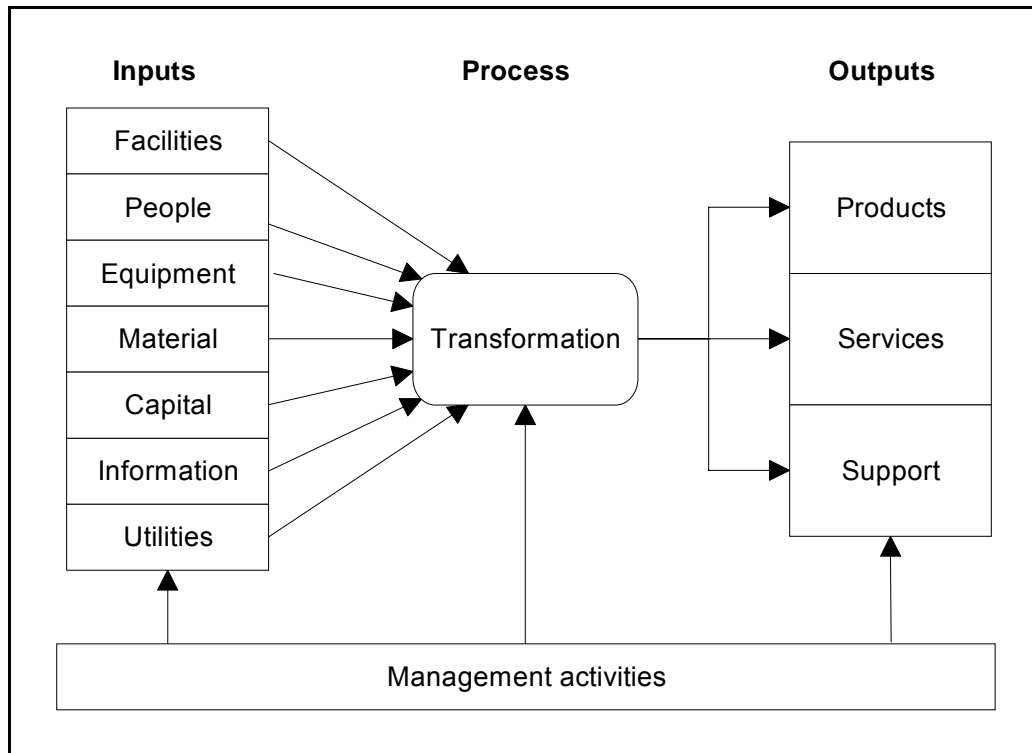 Inputs
Process
Outputs
Facilities
People
Equipment
Material
Capital
Information
Utilities
Transformation
Products
Services
Support
Management activities